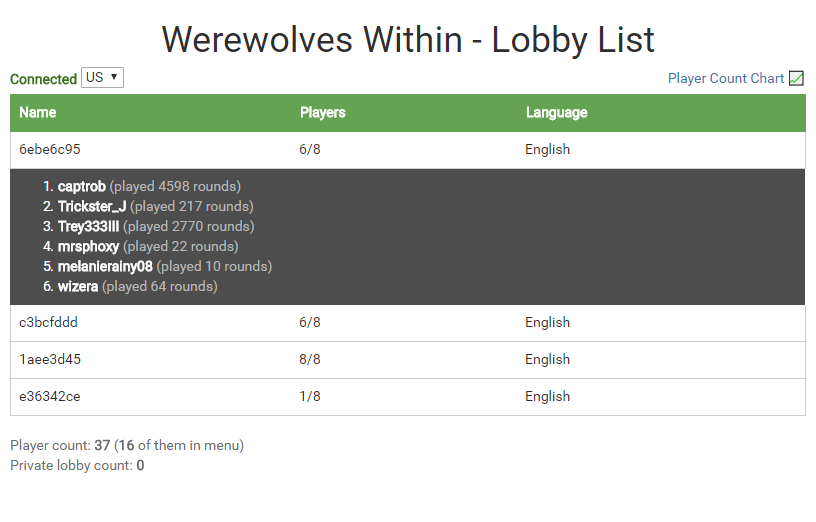 Werewolves Within - Lobby List
Connected US ▼ Player Count Chart
Name Players Language
6ebe6c95 6/8 English
1. captrob (played 4598 rounds)
2. Trickster_J (played 217 rounds)
3. Trey333III (played 2770 rounds)
4. mrsphoxy (played 22 rounds)
5. melanierainy08 (played 10 rounds)
6. wizera (played 64 rounds)
c3bcfddd 6/8 English
1aee3d45 8/8 English
e36342ce 1/8 English
Player count: 37 (16 of them in menu)
Private lobby count: 0